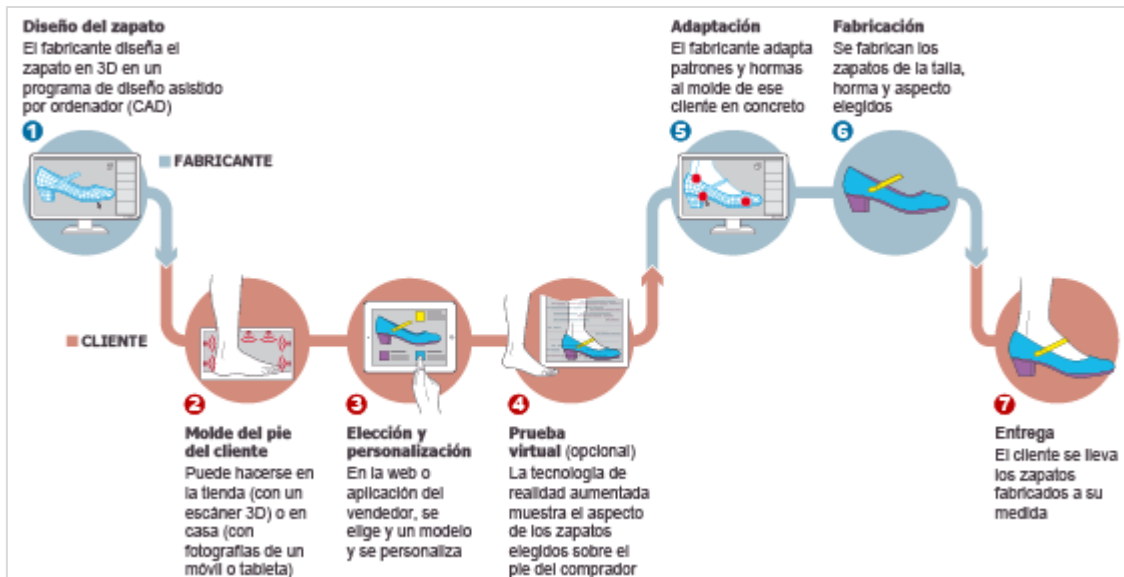 Diseño del zapato
El fabricante diseña el
zapato en 3D en un
programa de diseño asistido
por ordenador (CAD)
1
FABRICANTE
CLIENTE
2
Molde del pie
del cliente
Puede hacerse en
la tienda (con un
escáner 3D) o en
casa (con
fotografías de un
móvil o tableta)
3
Elección y
personalización
En la web o
aplicación del
vendedor, se
elige y un modelo
y se personaliza
4
Prueba
virtual (opcional)
La tecnología de
realidad aumentada
muestra el aspecto
de los zapatos
elegidos sobre el
pie del comprador
Adaptación
El fabricante adapta
patrones y hormas
al molde de ese
cliente en concreto
5
Fabricación
Se fabrican los
zapatos de la talla,
horma y aspecto
elegidos
6
7
Entrega
El cliente se lleva
los zapatos
fabricados a su
medida